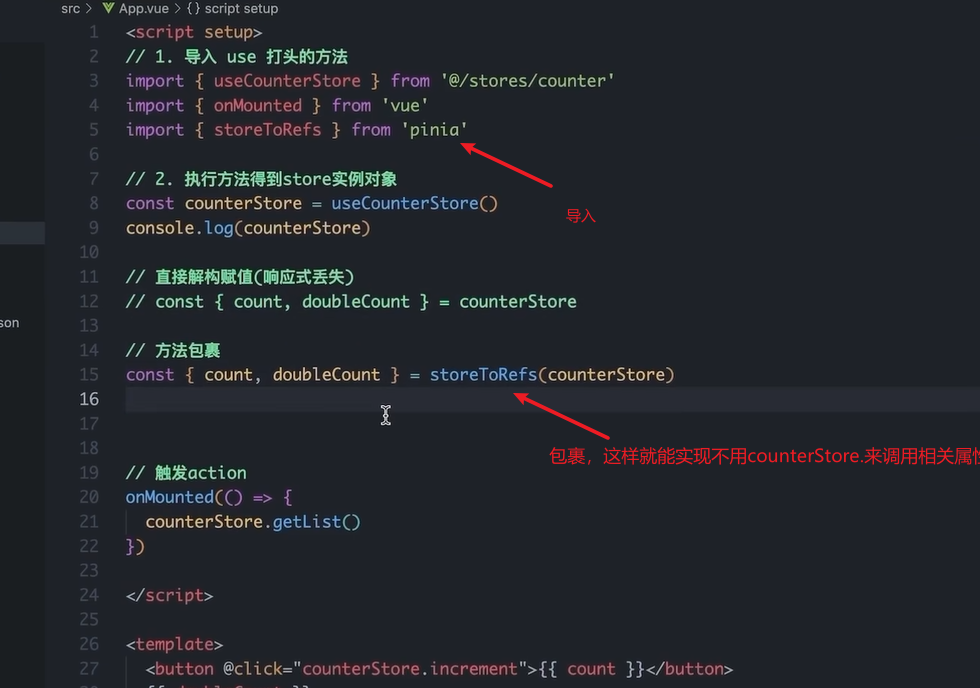 src > App.vue > {} script setup
1 <script setup>
2 // 1. 导入 use 打头的方法
3 import { useCounterStore } from '@/stores/counter'
4 import { onMounted } from 'vue'
5 import { storeToRefs } from 'pinia'
6
7 // 2. 执行方法得到store实例对象
8 const counterStore = useCounterStore()
导入
9 console.log(counterStore)
10
11 // 直接解构赋值(响应式丢失)
12 // const { count, doubleCount } = counterStore
13
son
14 // 方法包裹
15 const { count, doubleCount } = storeToRefs(counterStore)
16
17
18
包裹，这样就能实现不用counterStore.来调用相关属性
19 // 触发action
20 onMounted(() => {
21 counterStore.getList()
22 })
23
24 </script>
25
26 <template>
27 <button @click="counterStore.increment">{{ count }}</button>